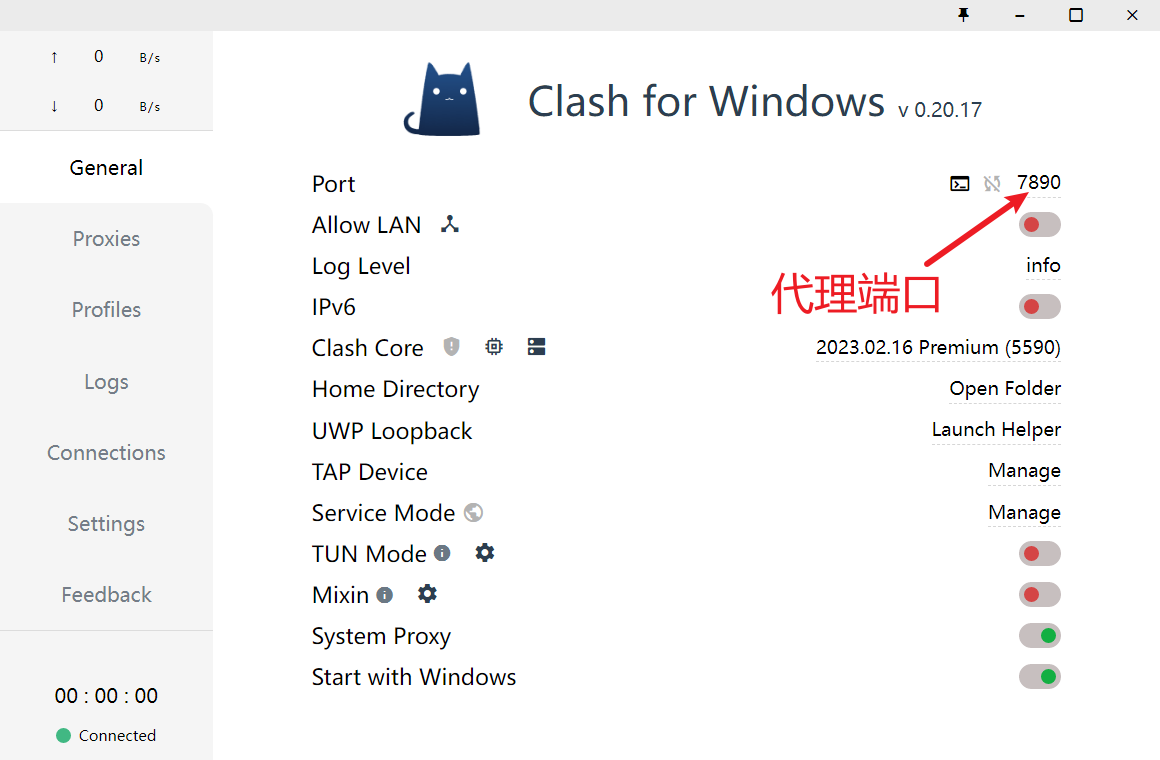 ↑ 0 B/s
↓ 0 B/s
General
Proxies
Profiles
Logs
Connections
Settings
Feedback
00 : 00 : 00
Connected
Clash for Windows v 0.20.17
Port 7890
Allow LAN
代理端口
Log Level info
IPv6
Clash Core 2023.02.16 Premium (5590)
Home Directory Open Folder
UWP Loopback Launch Helper
TAP Device Manage
Service Mode Manage
TUN Mode
Mixin
System Proxy
Start with Windows